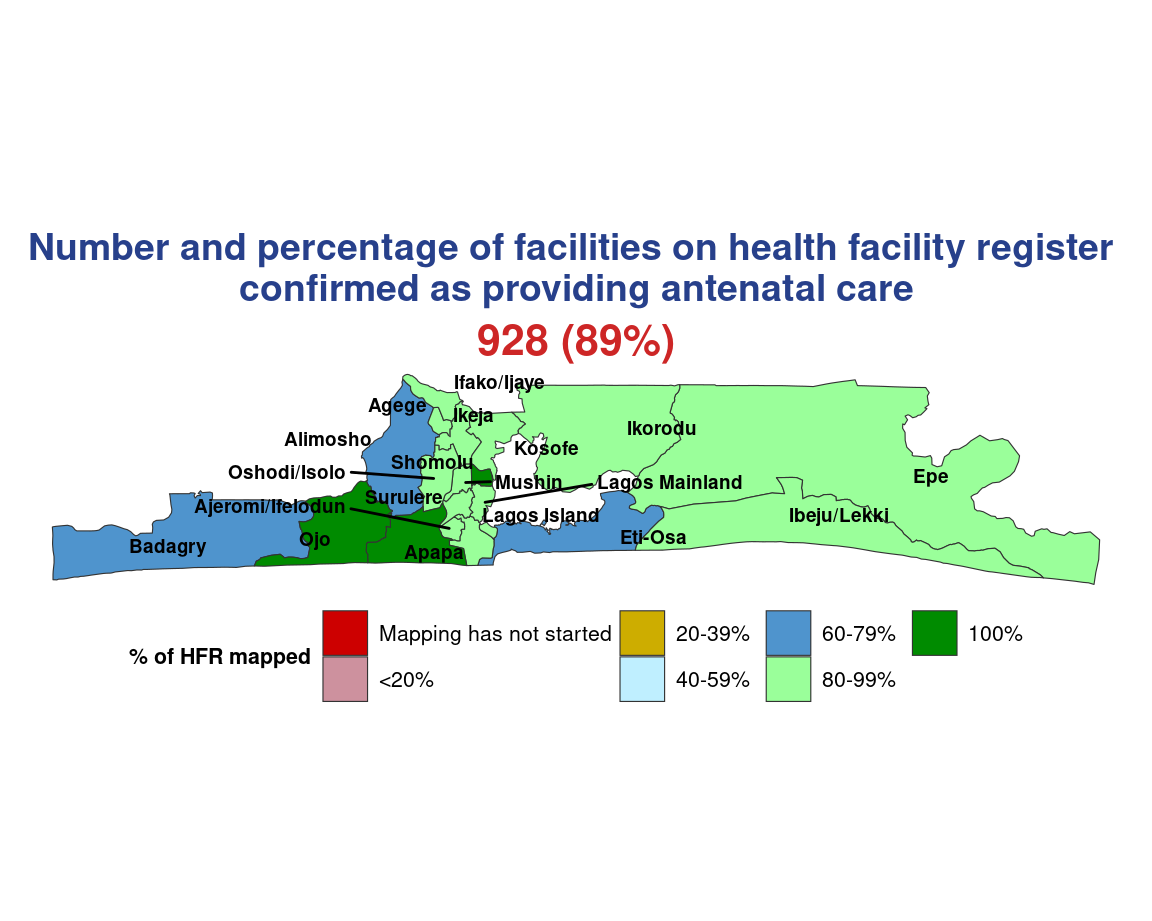 Number and percentage of facilities on health facility register
confirmed as providing antenatal care
928 (89%)
Ifako/Ijaye
Agege
Ikeja
Ikorodu
Alimosho
Kosofe
Shomolu
Oshodi/Isolo
Epe
Mushin
Lagos Mainland
Surulere
Ajeromi/Ifelodun
Lagos Island
Ibeju/Lekki
Eti-Osa
Ojo
Badagry
Apapa
% of HFR mapped
Mapping has not started
20-39%
60-79%
100%
<20%
40-59%
80-99%